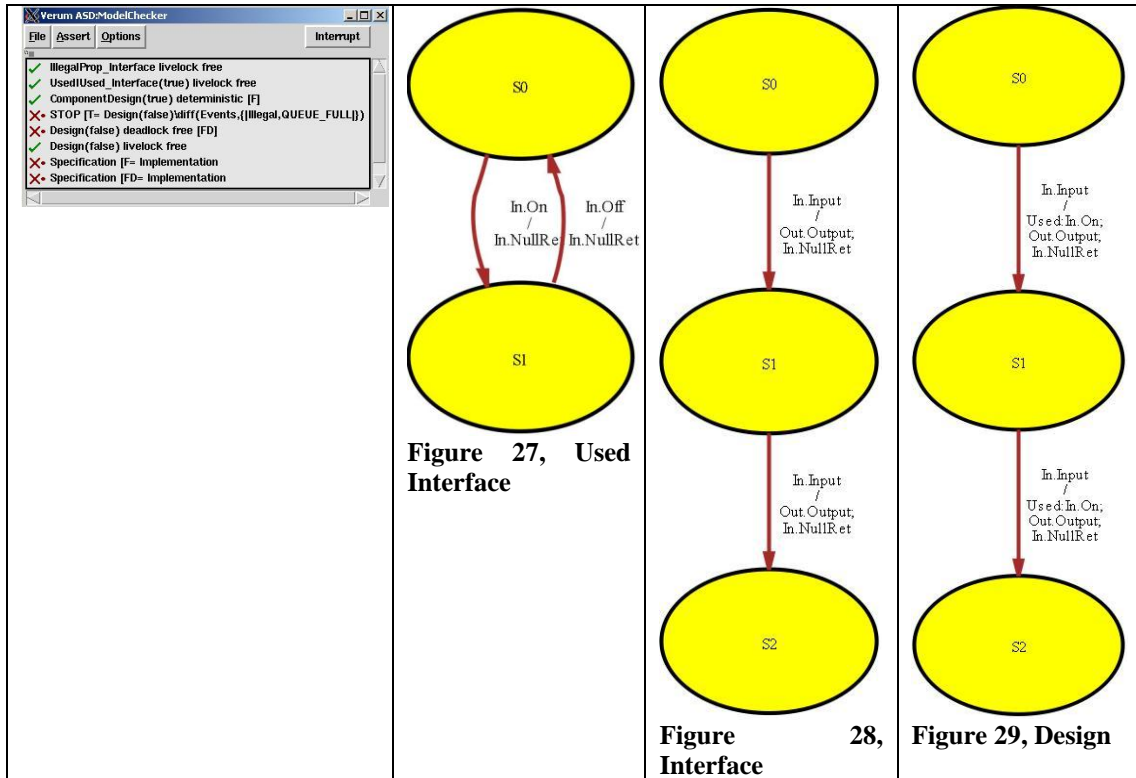 Verum ASD:ModelChecker
File Assert Options Interrupt
IllegalProp_Interface livelock free
UsedIUsed_Interface(true) livelock free
ComponentDesign(true) deterministic [F]
STOP [T= Design(false)\diff(Events,{|Illegal,QUEUE_FULL|})
Design(false) deadlock free [FD]
Design(false) livelock free
Specification [F= Implementation
Specification [FD= Implementation
S0
In.On
/
In.NullRet
In.Off
/
In.NullRet
S1
Figure 27, Used
Interface
S0
In.Input
/
Out.Output;
In.NullRet
S1
In.Input
/
Out.Output;
In.NullRet
S2
Figure 28,
Interface
S0
In.Input
/
Used:In.On;
Out.Output;
In.NullRet
S1
In.Input
/
Used:In.On;
Out.Output;
In.NullRet
S2
Figure 29, Design